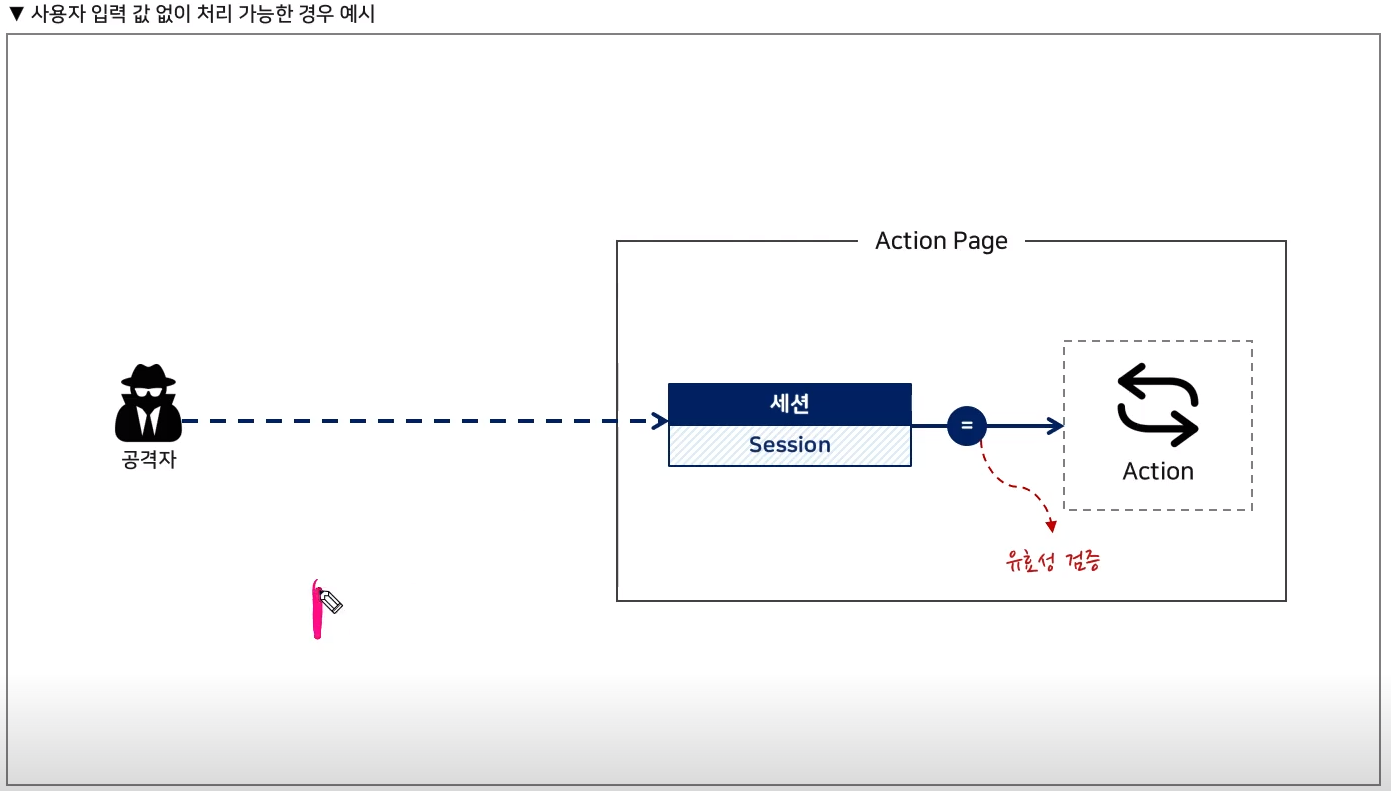 ▼ 사용자 입력 값 없이 처리 가능한 경우 예시
Action Page
세션
Session
=
Action
공격자
유효성 검증